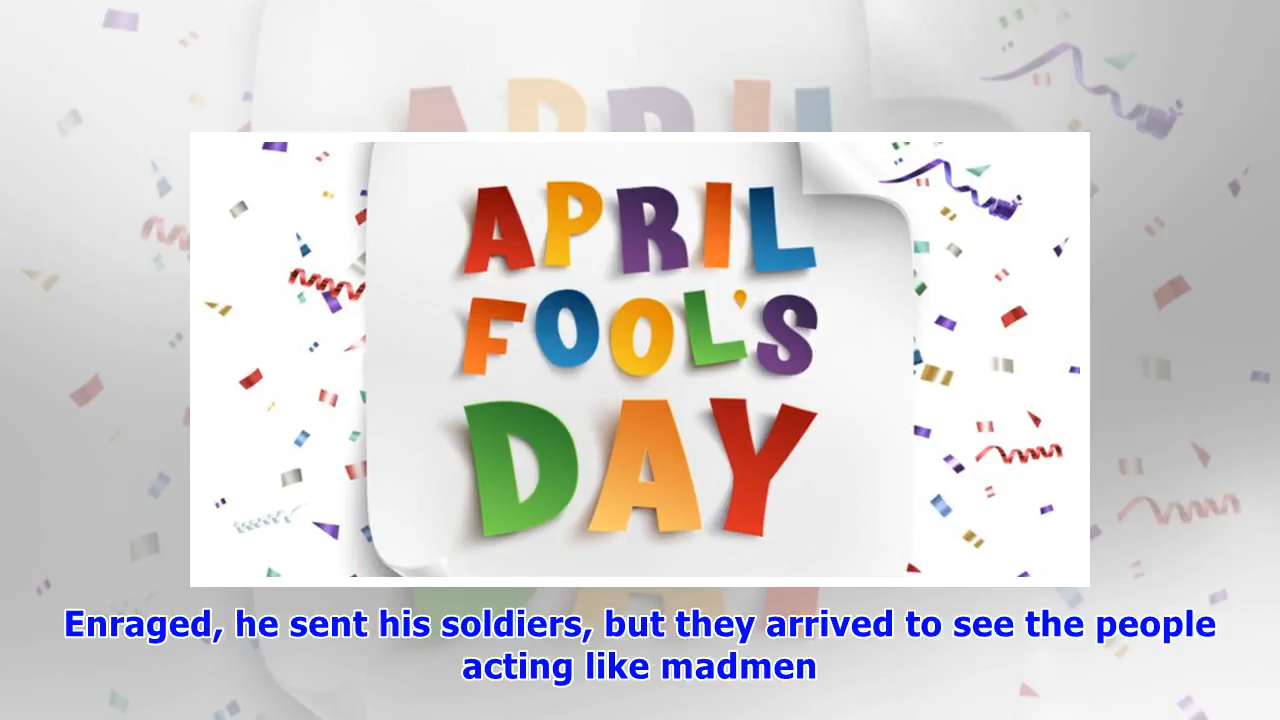 APRIL
FOOL'S
DAY
Enraged, he sent his soldiers, but they arrived to see the people
acting like madmen